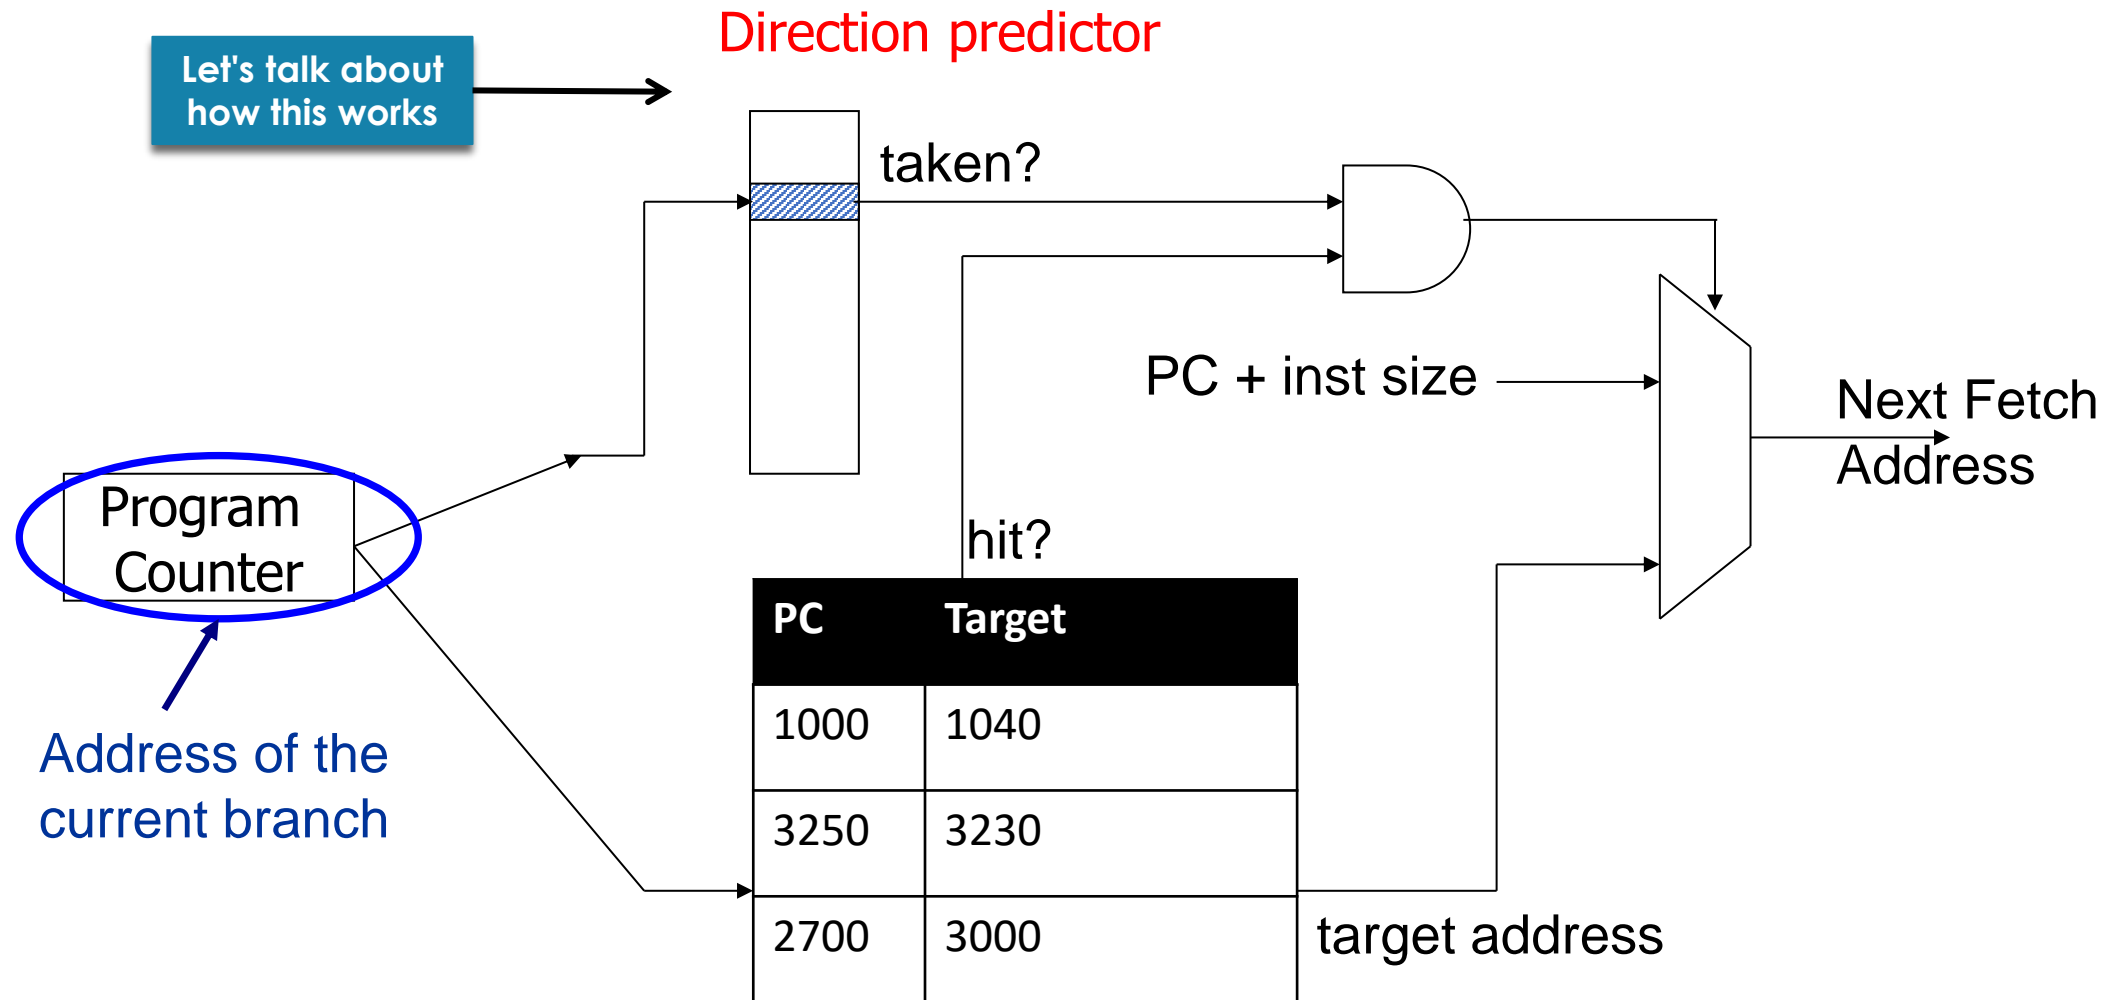 Direction predictor
Let's talk about
how this works
taken?
PC + inst size
Next Fetch
Address
Program
Counter
hit?
PC Target
1000 1040
3250 3230
2700 3000
Address of the
current branch
target address